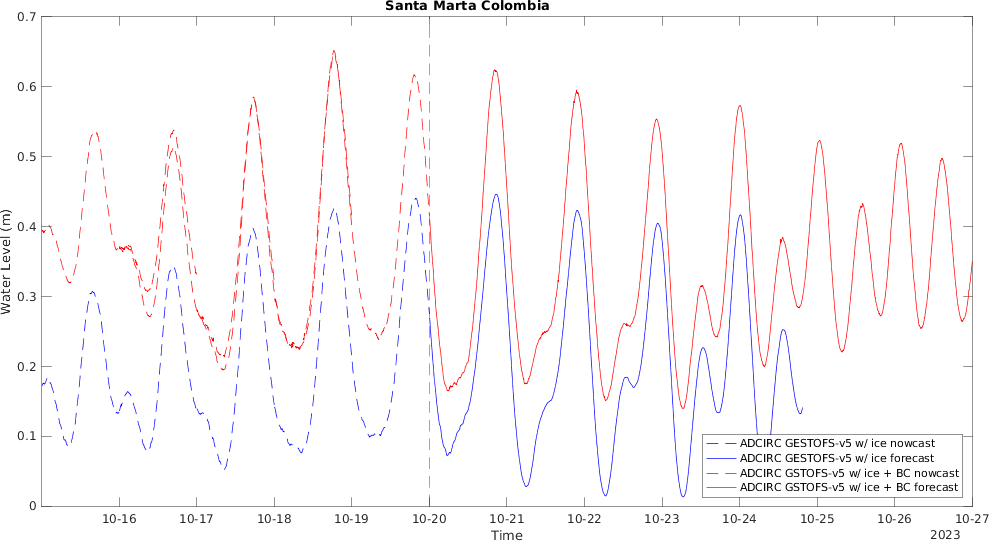 Santa Marta Colombia
0.7
0.6
0.5
0.4
0.3
0.2
0.1
0
Water Level (m)
ADCIRC GESTOFS-v5 w/ ice nowcast
ADCIRC GESTOFS-v5 w/ ice forecast
ADCIRC GSTOFS-v5 w/ ice + BC nowcast
ADCIRC GSTOFS-v5 w/ ice + BC forecast
10-16 10-17 10-18 10-19 10-20 10-21 10-22 10-23 10-24 10-25 10-26 10-27
Time
2023